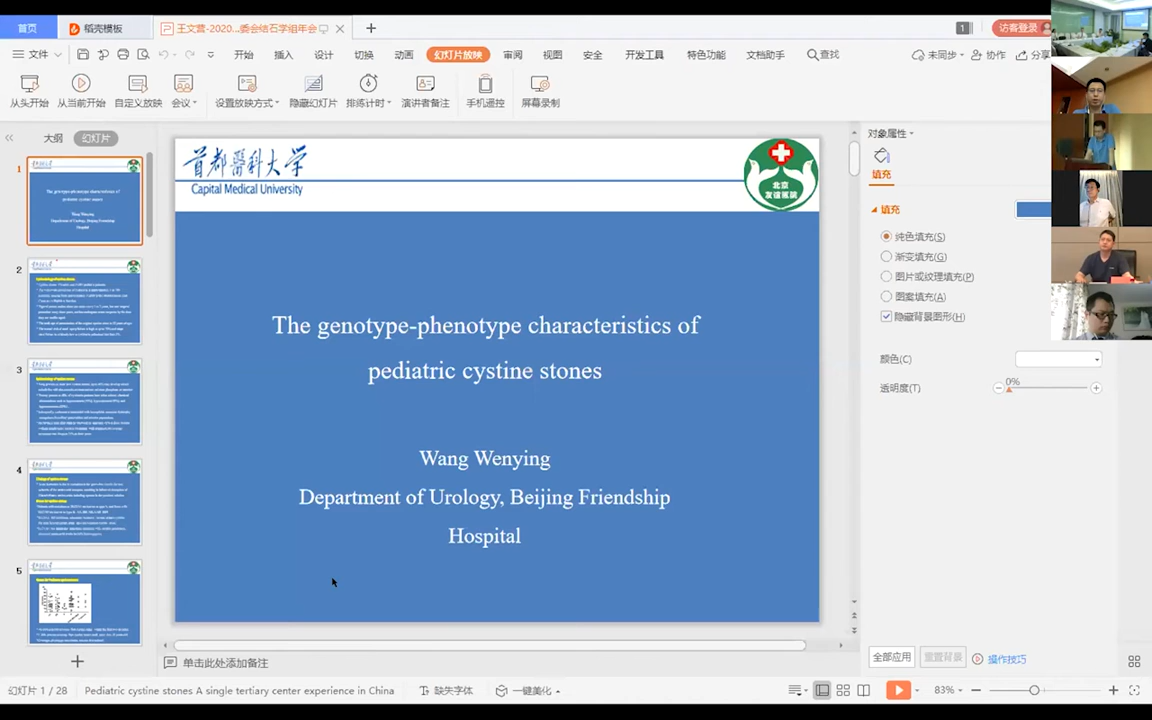 首页
稻壳模板
王文营-2020...委会结石学组年会
1
访客登录
文件
开始
插入
设计
切换
动画
幻灯片放映
审阅
视图
安全
开发工具
特色功能
文档助手
查找
未同步
协作
分享
从头开始
从当前开始
自定义放映
会议
设置放映方式
隐藏幻灯片
排练计时
演讲者备注
手机遥控
屏幕录制
大纲
幻灯片
1
2
3
4
5
首都醫科大学
Capital Medical University
北京
友谊醫院
The genotype-phenotype characteristics of
pediatric cystine stones
Wang Wenying
Department of Urology, Beijing Friendship
Hospital
对象属性
填充
填充
纯色填充(S)
渐变填充(G)
图片或纹理填充(P)
图案填充(A)
隐藏背景图形(H)
颜色(C)
透明度(T)
0%
全部应用
重置背景
操作技巧
单击此处添加备注
幻灯片 1 / 28
Pediatric cystine stones A single tertiary center experience in China
缺失字体
一键美化
83%